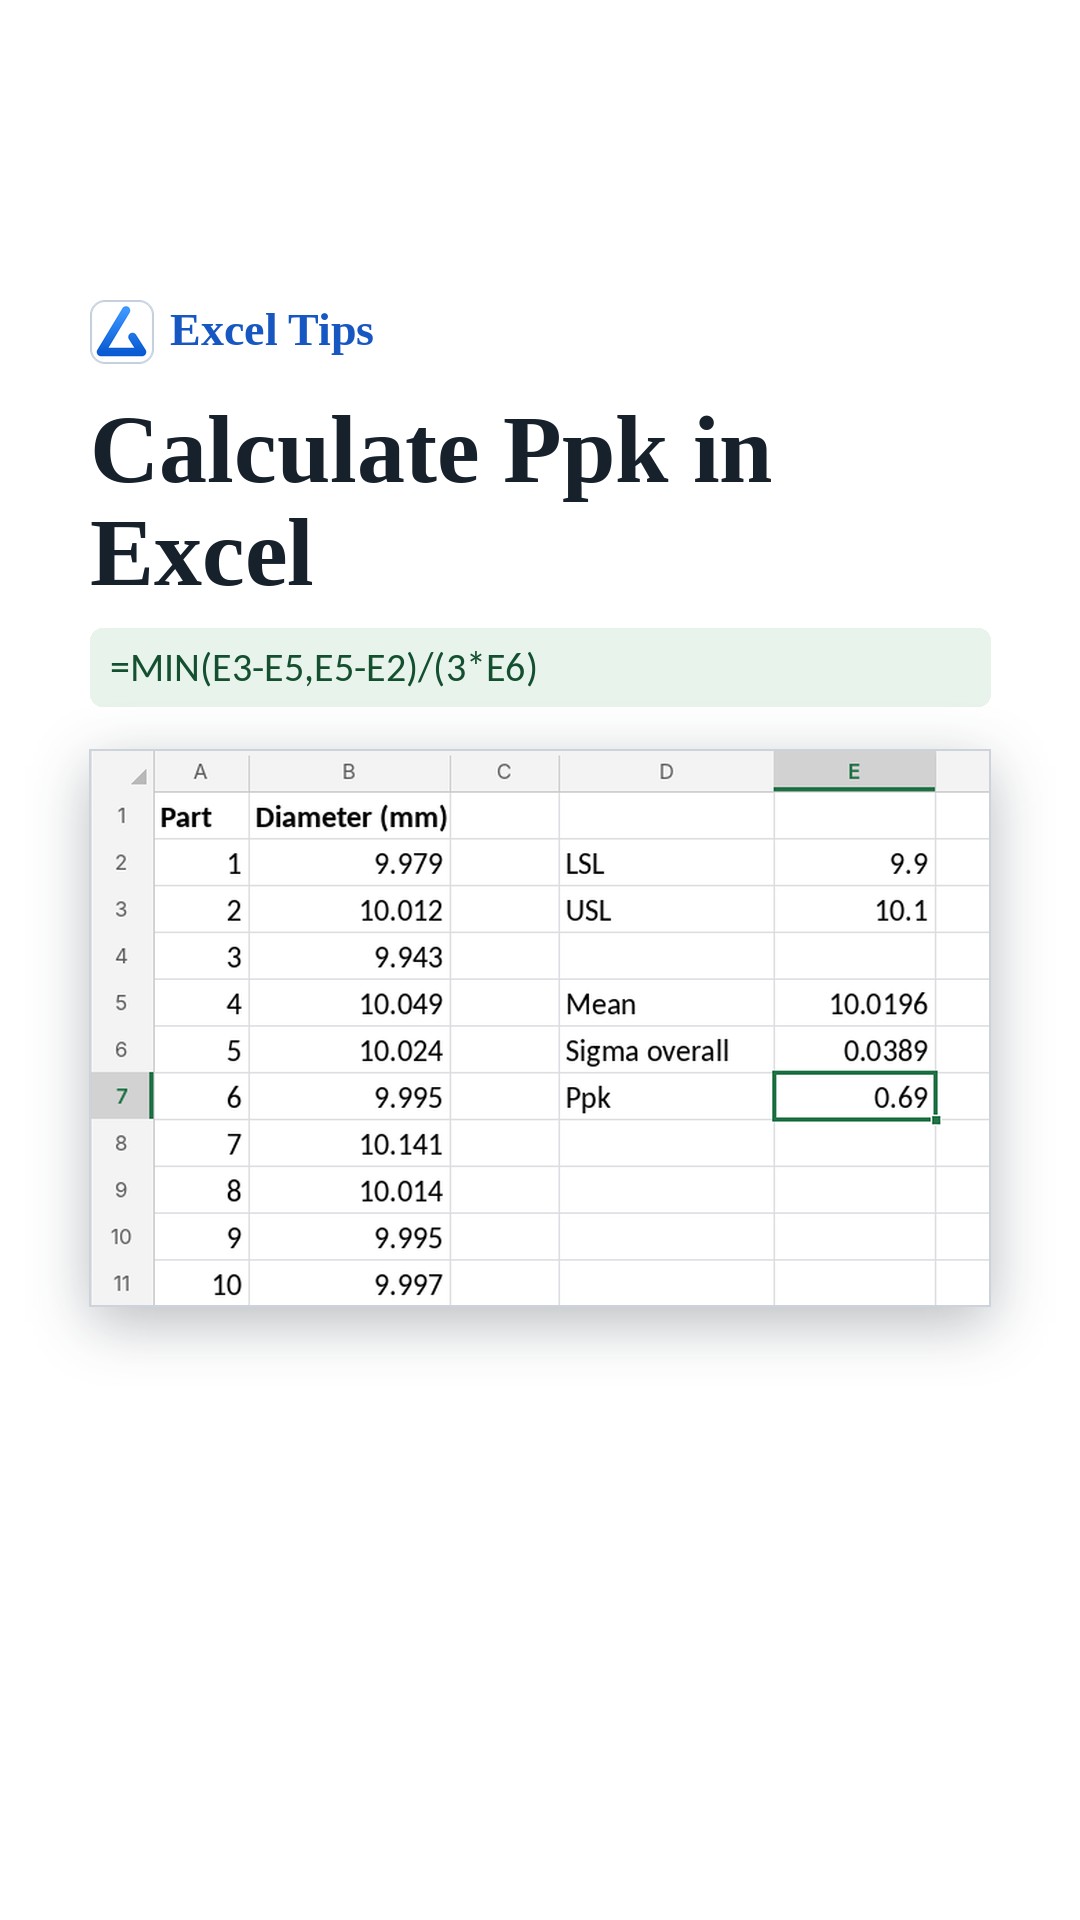 Excel Tips
Calculate Ppk in
Excel
=MIN(E3-E5,E5-E2)/(3*E6)
A B C D E
1 Part Diameter (mm)
2 1 9.979 LSL 9.9
3 2 10.012 USL 10.1
4 3 9.943
5 4 10.049 Mean 10.0196
6 5 10.024 Sigma overall 0.0389
7 6 9.995 Ppk 0.69
8 7 10.141
9 8 10.014
10 9 9.995
11 10 9.997